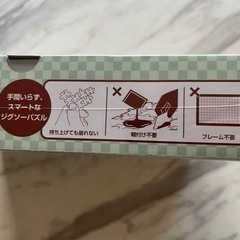 手間いらず、
スマートな
ジグソーパズル
持ち上げても崩れない
糊付け不要
フレーム不要